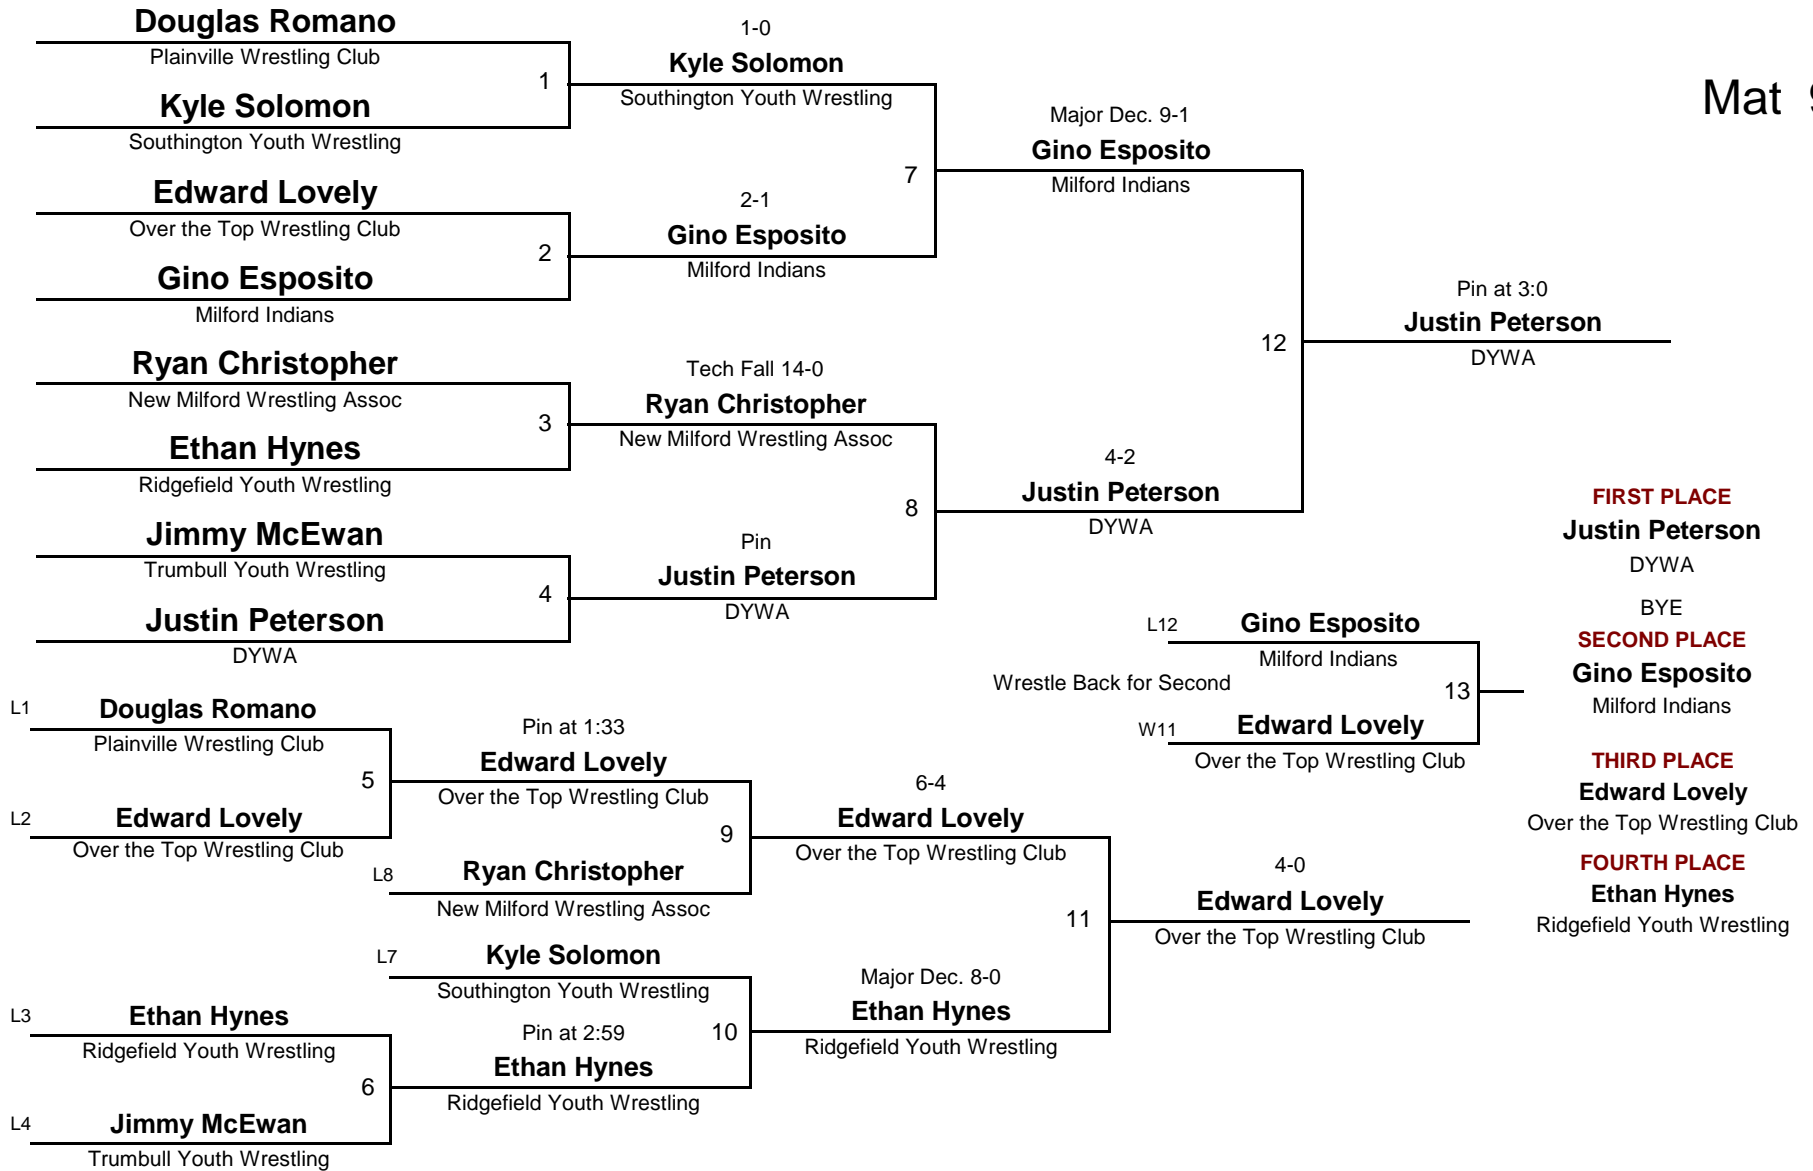 Douglas Romano
Plainville Wrestling Club
1
Kyle Solomon
Southington Youth Wrestling
Edward Lovely
Over the Top Wrestling Club
2
Gino Esposito
Milford Indians
Ryan Christopher
New Milford Wrestling Assoc
3
Ethan Hynes
Ridgefield Youth Wrestling
Jimmy McEwan
Trumbull Youth Wrestling
4
Justin Peterson
DYWA
1-0
Kyle Solomon
Southington Youth Wrestling
7
2-1
Gino Esposito
Milford Indians
Tech Fall 14-0
Ryan Christopher
New Milford Wrestling Assoc
8
Pin
Justin Peterson
DYWA
Major Dec. 9-1
Gino Esposito
Milford Indians
12
4-2
Justin Peterson
DYWA
Pin at 3:0
Justin Peterson
DYWA
Mat
L1
Douglas Romano
Plainville Wrestling Club
5
L2
Edward Lovely
Over the Top Wrestling Club
L3
Ethan Hynes
Ridgefield Youth Wrestling
6
L4
Jimmy McEwan
Trumbull Youth Wrestling
Pin at 1:33
Edward Lovely
Over the Top Wrestling Club
9
L8
Ryan Christopher
New Milford Wrestling Assoc
L7
Kyle Solomon
Southington Youth Wrestling
10
Pin at 2:59
Ethan Hynes
Ridgefield Youth Wrestling
6-4
Edward Lovely
Over the Top Wrestling Club
11
Major Dec. 8-0
Ethan Hynes
Ridgefield Youth Wrestling
4-0
Edward Lovely
Over the Top Wrestling Club
L12
Gino Esposito
Milford Indians
Wrestle Back for Second
13
W11
Edward Lovely
Over the Top Wrestling Club
FIRST PLACE
Justin Peterson
DYWA
BYE
SECOND PLACE
Gino Esposito
Milford Indians
THIRD PLACE
Edward Lovely
Over the Top Wrestling Club
FOURTH PLACE
Ethan Hynes
Ridgefield Youth Wrestling